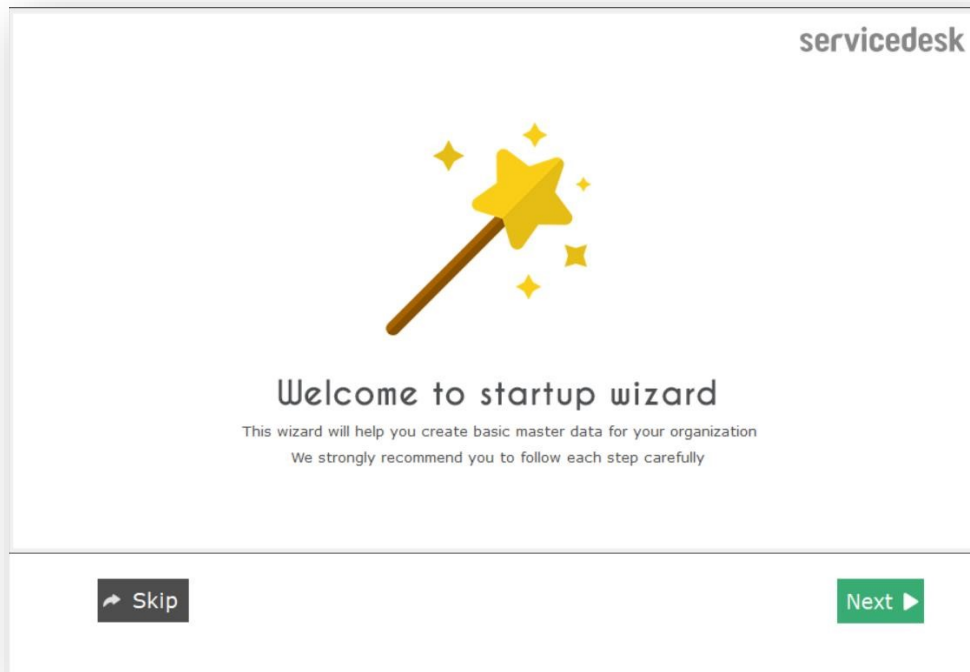 servicedesk
Welcome to startup wizard
This wizard will help you create basic master data for your organization
We strongly recommend you to follow each step carefully
Skip
Next